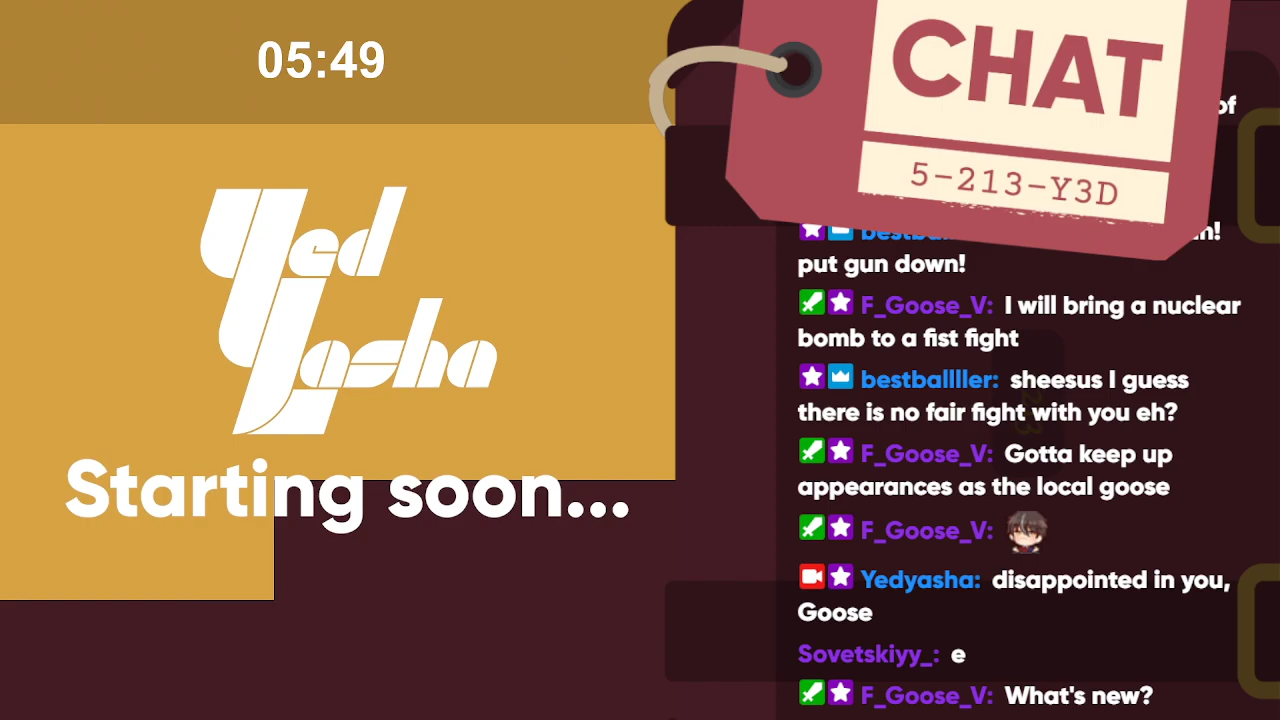 05:49
Yed
Yasha
Starting soon...
CHAT
5-213-Y3D
of
put gun down!
F_Goose_V: I will bring a nuclear
bomb to a fist fight
bestballller: sheesus I guess
there is no fair fight with you eh?
F_Goose_V: Gotta keep up
appearances as the local goose
F_Goose_V:
Yedyasha: disappointed in you,
Goose
Sovetskiyy_: e
F_Goose_V: What's new?